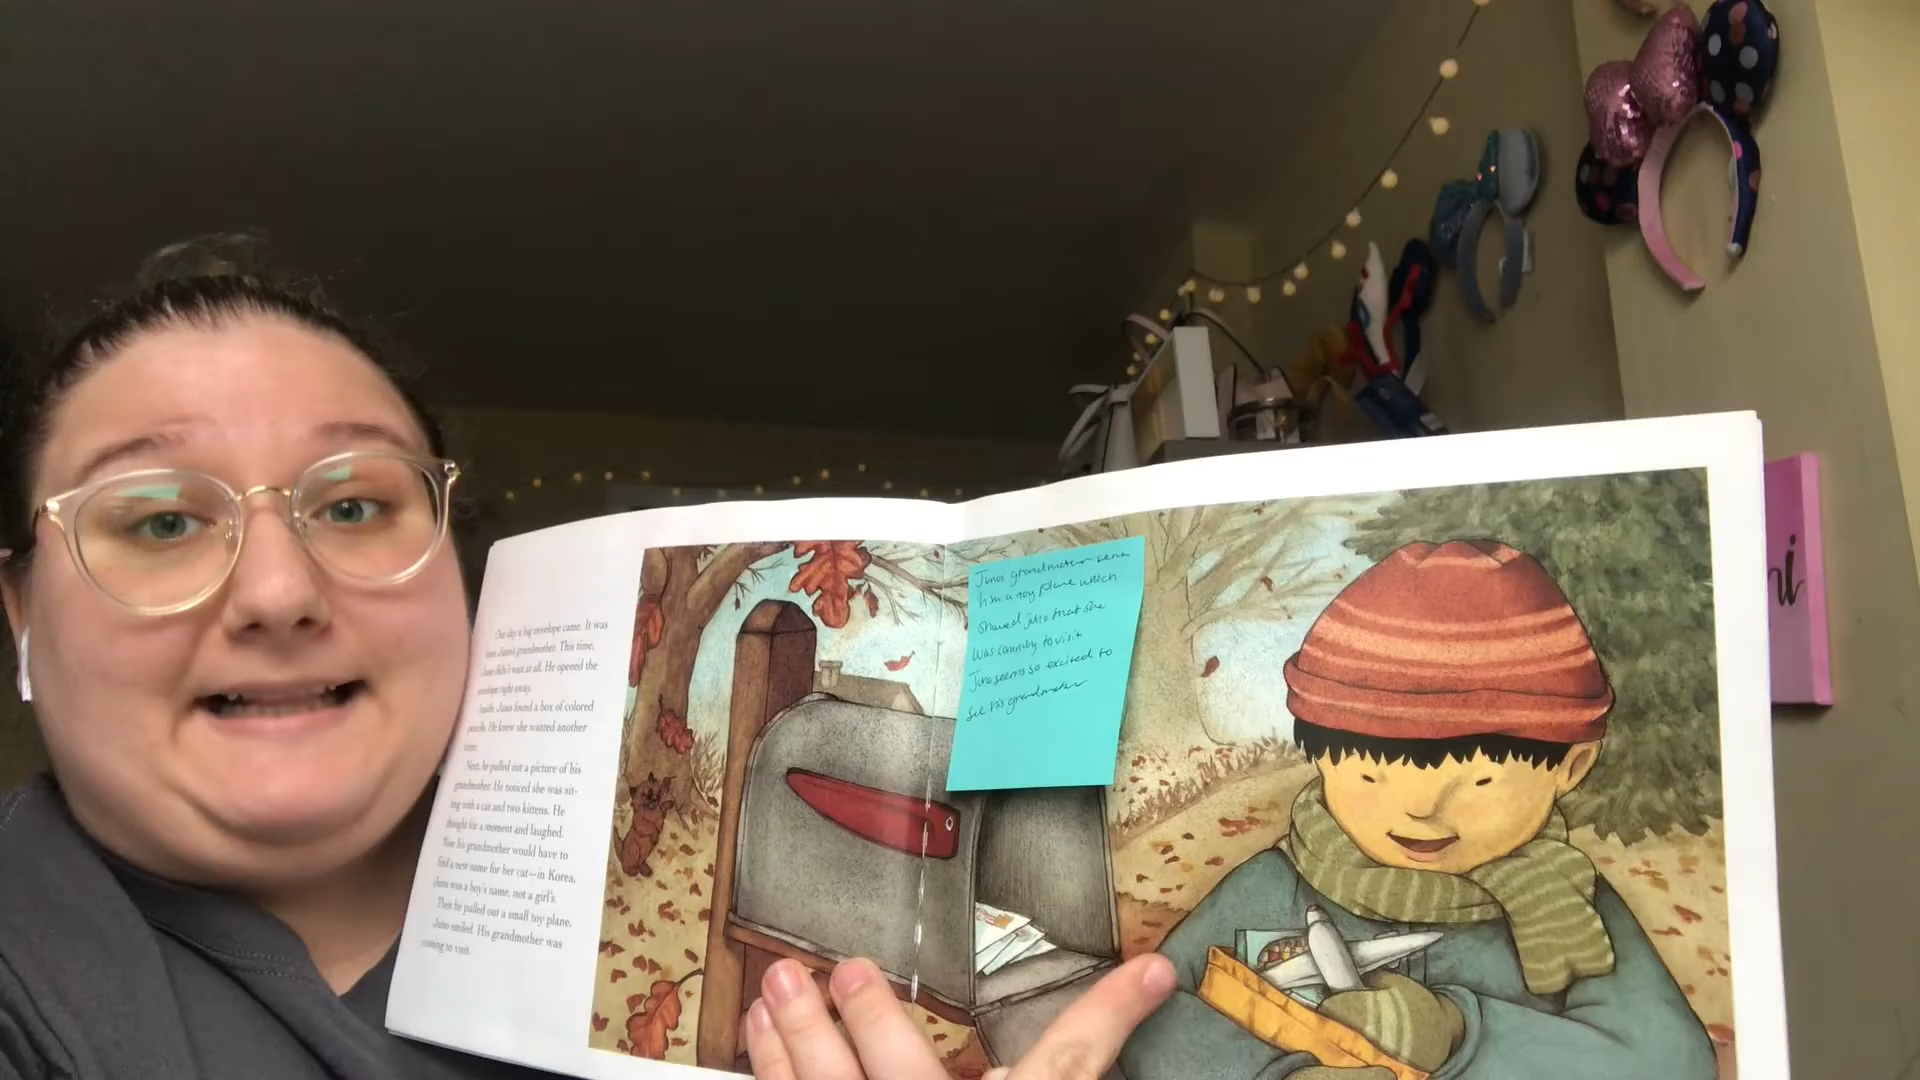 One day a big envelope came. It was
from Juno's grandmother. This time,
Juno didn't wait at all. He opened the
envelope right away.
Inside Juno found a box of colored
pencils. He knew she wanted another
letter.
Next, he pulled out a picture of his
grandmother. He noticed she was sit-
ting with a cat and two kittens. He
thought for a moment and laughed.
Now his grandmother would have to
find a new name for her cat—in Korea,
Juno was a boy's name, not a girl's.
Then he pulled out a small toy plane.
Juno smiled. His grandmother was
coming to visit.
Junos grandmother sent
him a toy plane which
showed juno that she
was coming to visit
Juno seems so excited to
see his grandmother